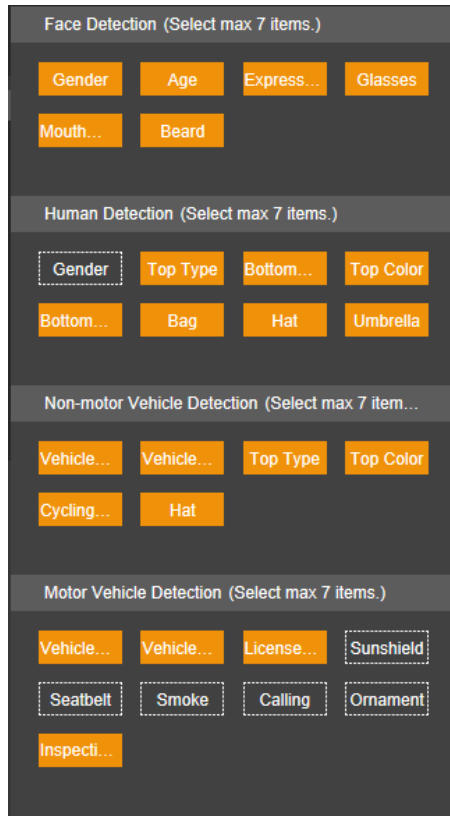 Face Detection (Select max 7 items.)
Gender Age Express... Glasses
Mouth... Beard
Human Detection (Select max 7 items.)
Gender Top Type Bottom... Top Color
Bottom... Bag Hat Umbrella
Non-motor Vehicle Detection (Select max 7 item...
Vehicle... Vehicle... Top Type Top Color
Cycling... Hat
Motor Vehicle Detection (Select max 7 items.)
Vehicle... Vehicle... License... Sunshield
Seatbelt Smoke Calling Ornament
Inspecti...